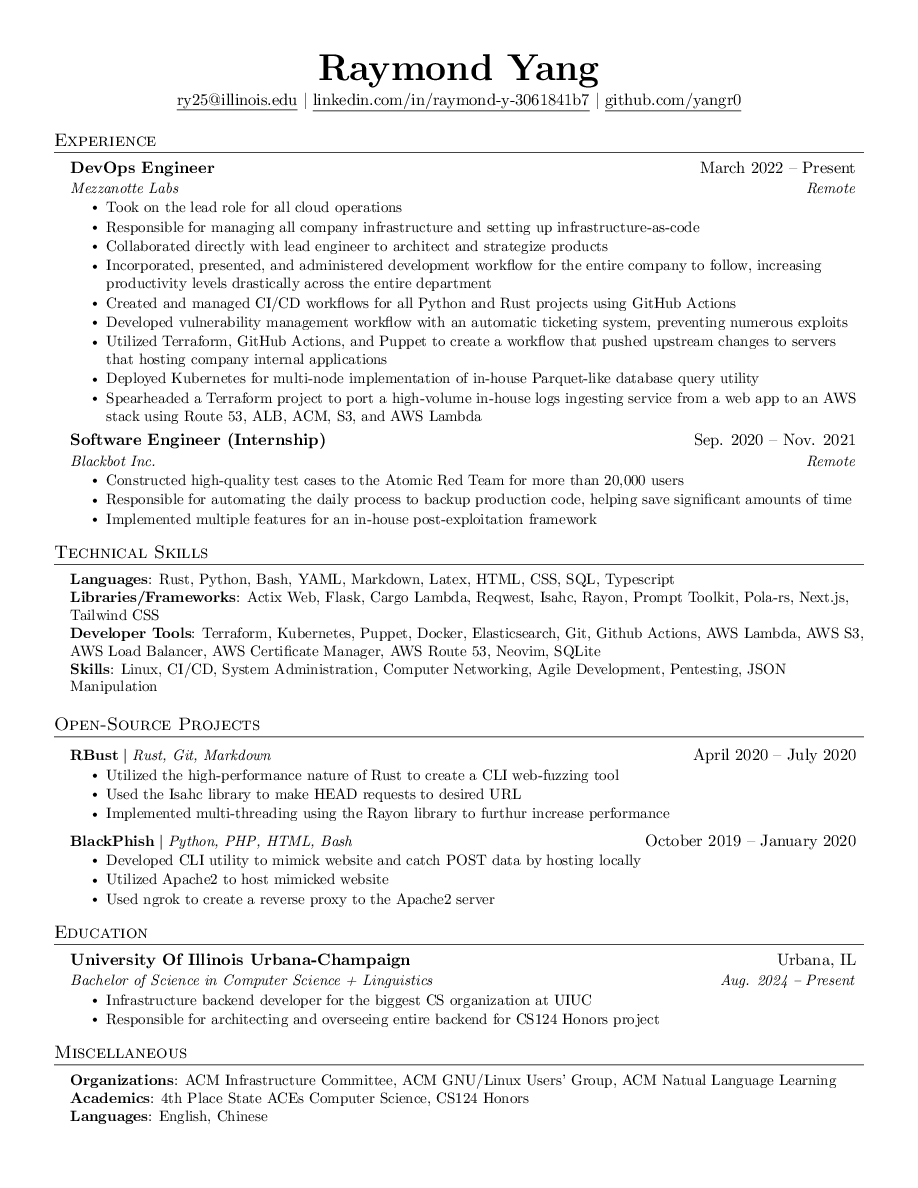 Raymond Yang
ry25@illinois.edu | linkedin.com/in/raymond-y-3061841b7 | github.com/yangr0
Experience
DevOps Engineer March 2022 – Present
Mezzanotte Labs Remote
• Took on the lead role for all cloud operations
• Responsible for managing all company infrastructure and setting up infrastructure-as-code
• Collaborated directly with lead engineer to architect and strategize products
• Incorporated, presented, and administered development workflow for the entire company to follow, increasing
productivity levels drastically across the entire department
• Created and managed CI/CD workflows for all Python and Rust projects using GitHub Actions
• Developed vulnerability management workflow with an automatic ticketing system, preventing numerous exploits
• Utilized Terraform, GitHub Actions, and Puppet to create a workflow that pushed upstream changes to servers
that hosting company internal applications
• Deployed Kubernetes for multi-node implementation of in-house Parquet-like database query utility
• Spearheaded a Terraform project to port a high-volume in-house logs ingesting service from a web app to an AWS
stack using Route 53, ALB, ACM, S3, and AWS Lambda
Software Engineer (Internship) Sep. 2020 – Nov. 2021
Blackbot Inc. Remote
• Constructed high-quality test cases to the Atomic Red Team for more than 20,000 users
• Responsible for automating the daily process to backup production code, helping save significant amounts of time
• Implemented multiple features for an in-house post-exploitation framework
Technical Skills
Languages: Rust, Python, Bash, YAML, Markdown, Latex, HTML, CSS, SQL, Typescript
Libraries/Frameworks: Actix Web, Flask, Cargo Lambda, Reqwest, Isahc, Rayon, Prompt Toolkit, Pola-rs, Next.js,
Tailwind CSS
Developer Tools: Terraform, Kubernetes, Puppet, Docker, Elasticsearch, Git, Github Actions, AWS Lambda, AWS S3,
AWS Load Balancer, AWS Certificate Manager, AWS Route 53, Neovim, SQLite
Skills: Linux, CI/CD, System Administration, Computer Networking, Agile Development, Pentesting, JSON
Manipulation
Open-Source Projects
RBust | Rust, Git, Markdown April 2020 – July 2020
• Utilized the high-performance nature of Rust to create a CLI web-fuzzing tool
• Used the Isahc library to make HEAD requests to desired URL
• Implemented multi-threading using the Rayon library to furthur increase performance
BlackPhish | Python, PHP, HTML, Bash October 2019 – January 2020
• Developed CLI utility to mimick website and catch POST data by hosting locally
• Utilized Apache2 to host mimicked website
• Used ngrok to create a reverse proxy to the Apache2 server
Education
University Of Illinois Urbana-Champaign Urbana, IL
Bachelor of Science in Computer Science + Linguistics Aug. 2024 – Present
• Infrastructure backend developer for the biggest CS organization at UIUC
• Responsible for architecting and overseeing entire backend for CS124 Honors project
Miscellaneous
Organizations: ACM Infrastructure Committee, ACM GNU/Linux Users' Group, ACM Natual Language Learning
Academics: 4th Place State ACEs Computer Science, CS124 Honors
Languages: English, Chinese